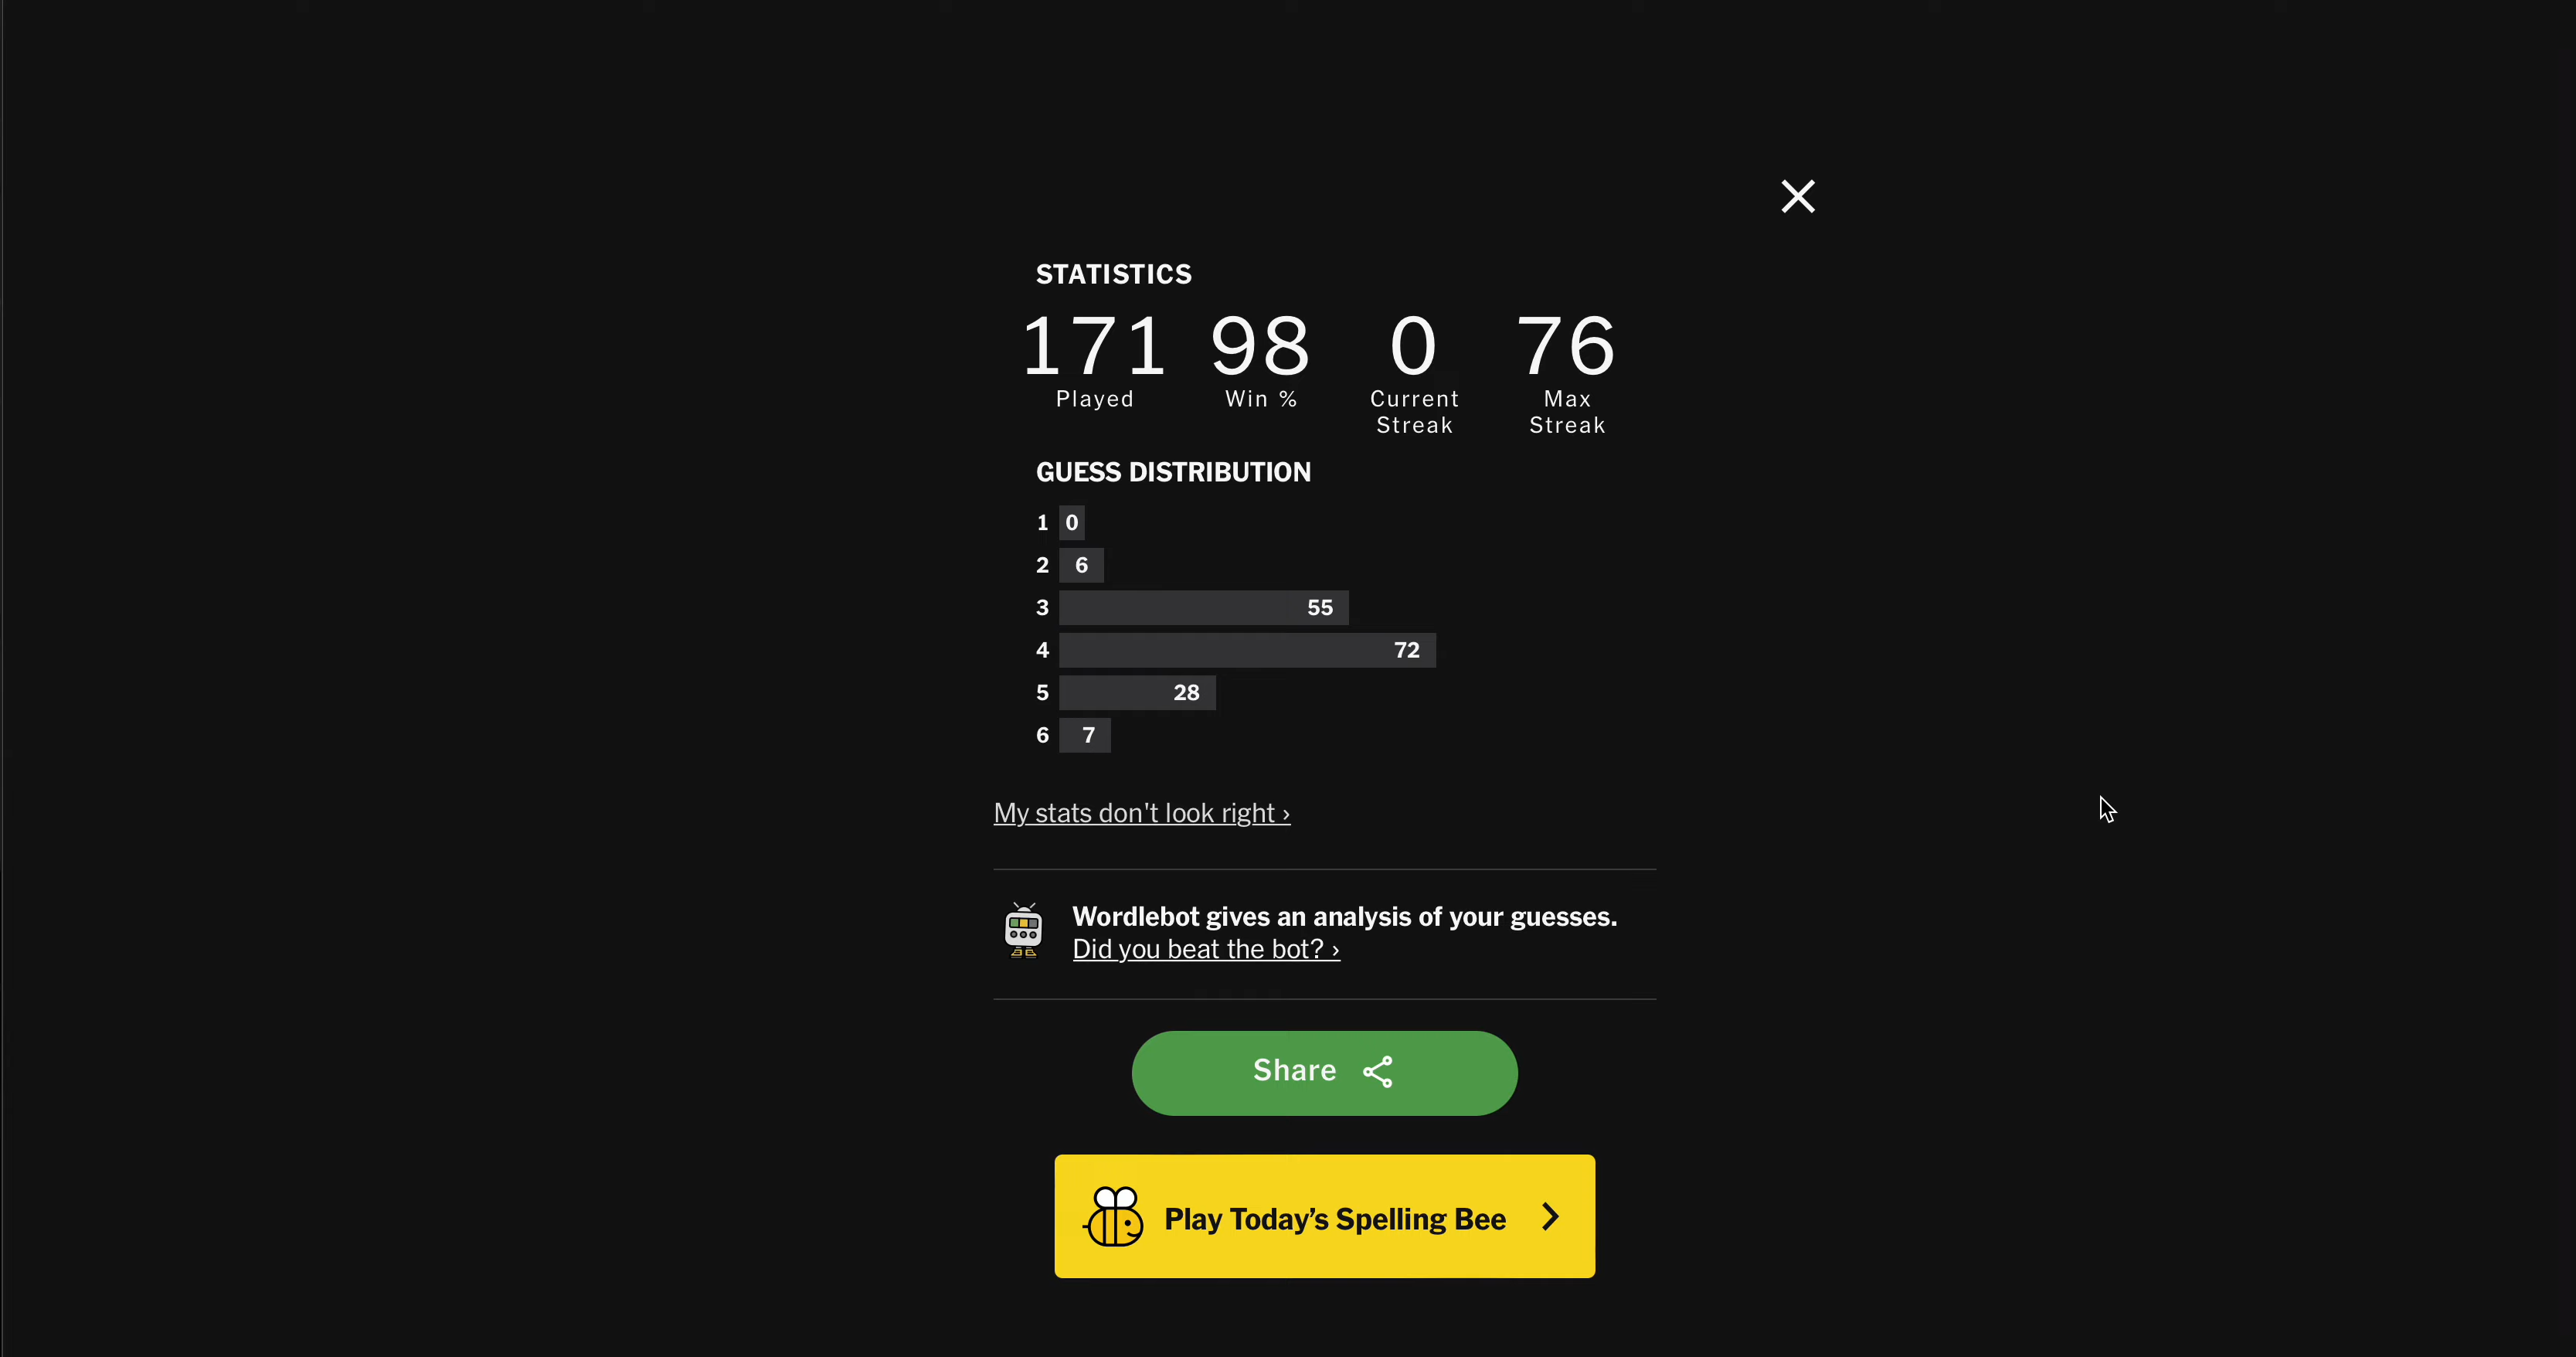 STATISTICS
171 98 0 76
Played Win % Current Streak Max Streak
GUESS DISTRIBUTION
1 0
2 6
3 55
4 72
5 28
6 7
My stats don't look right ›
Wordlebot gives an analysis of your guesses.
Did you beat the bot? ›
Share
Play Today’s Spelling Bee